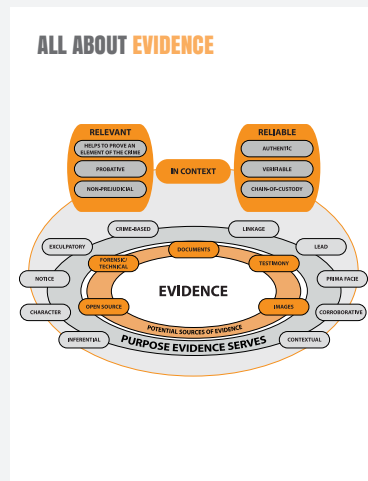 ALL ABOUT EVIDENCE
RELEVANT
HELPS TO PROVE AN
ELEMENT OF THE CRIME
PROBATIVE
NON-PREJUDICIAL
IN CONTEXT
RELIABLE
AUTHENTIC
VERIFIABLE
CHAIN-OF-CUSTODY
CRIME-BASED
LINKAGE
EXCULPATORY
LEAD
NOTICE
PRIMA FACIE
CHARACTER
CORROBORATIVE
INFERENTIAL
CONTEXTUAL
DOCUMENTS
FORENSIC/
TECHNICAL
TESTIMONY
OPEN SOURCE
IMAGES
EVIDENCE
POTENTIAL SOURCES OF EVIDENCE
PURPOSE EVIDENCE SERVES